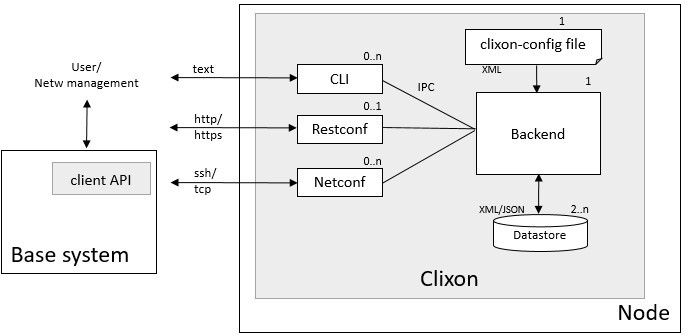 User/
Netw management
client API
Base system
text
http/
https
ssh/
tcp
0..n
CLI
0..1
Restconf
0..n
Netconf
IPC
1
clixon-config file
XML
1
Backend
XML/JSON
2..n
Datastore
Clixon
Node